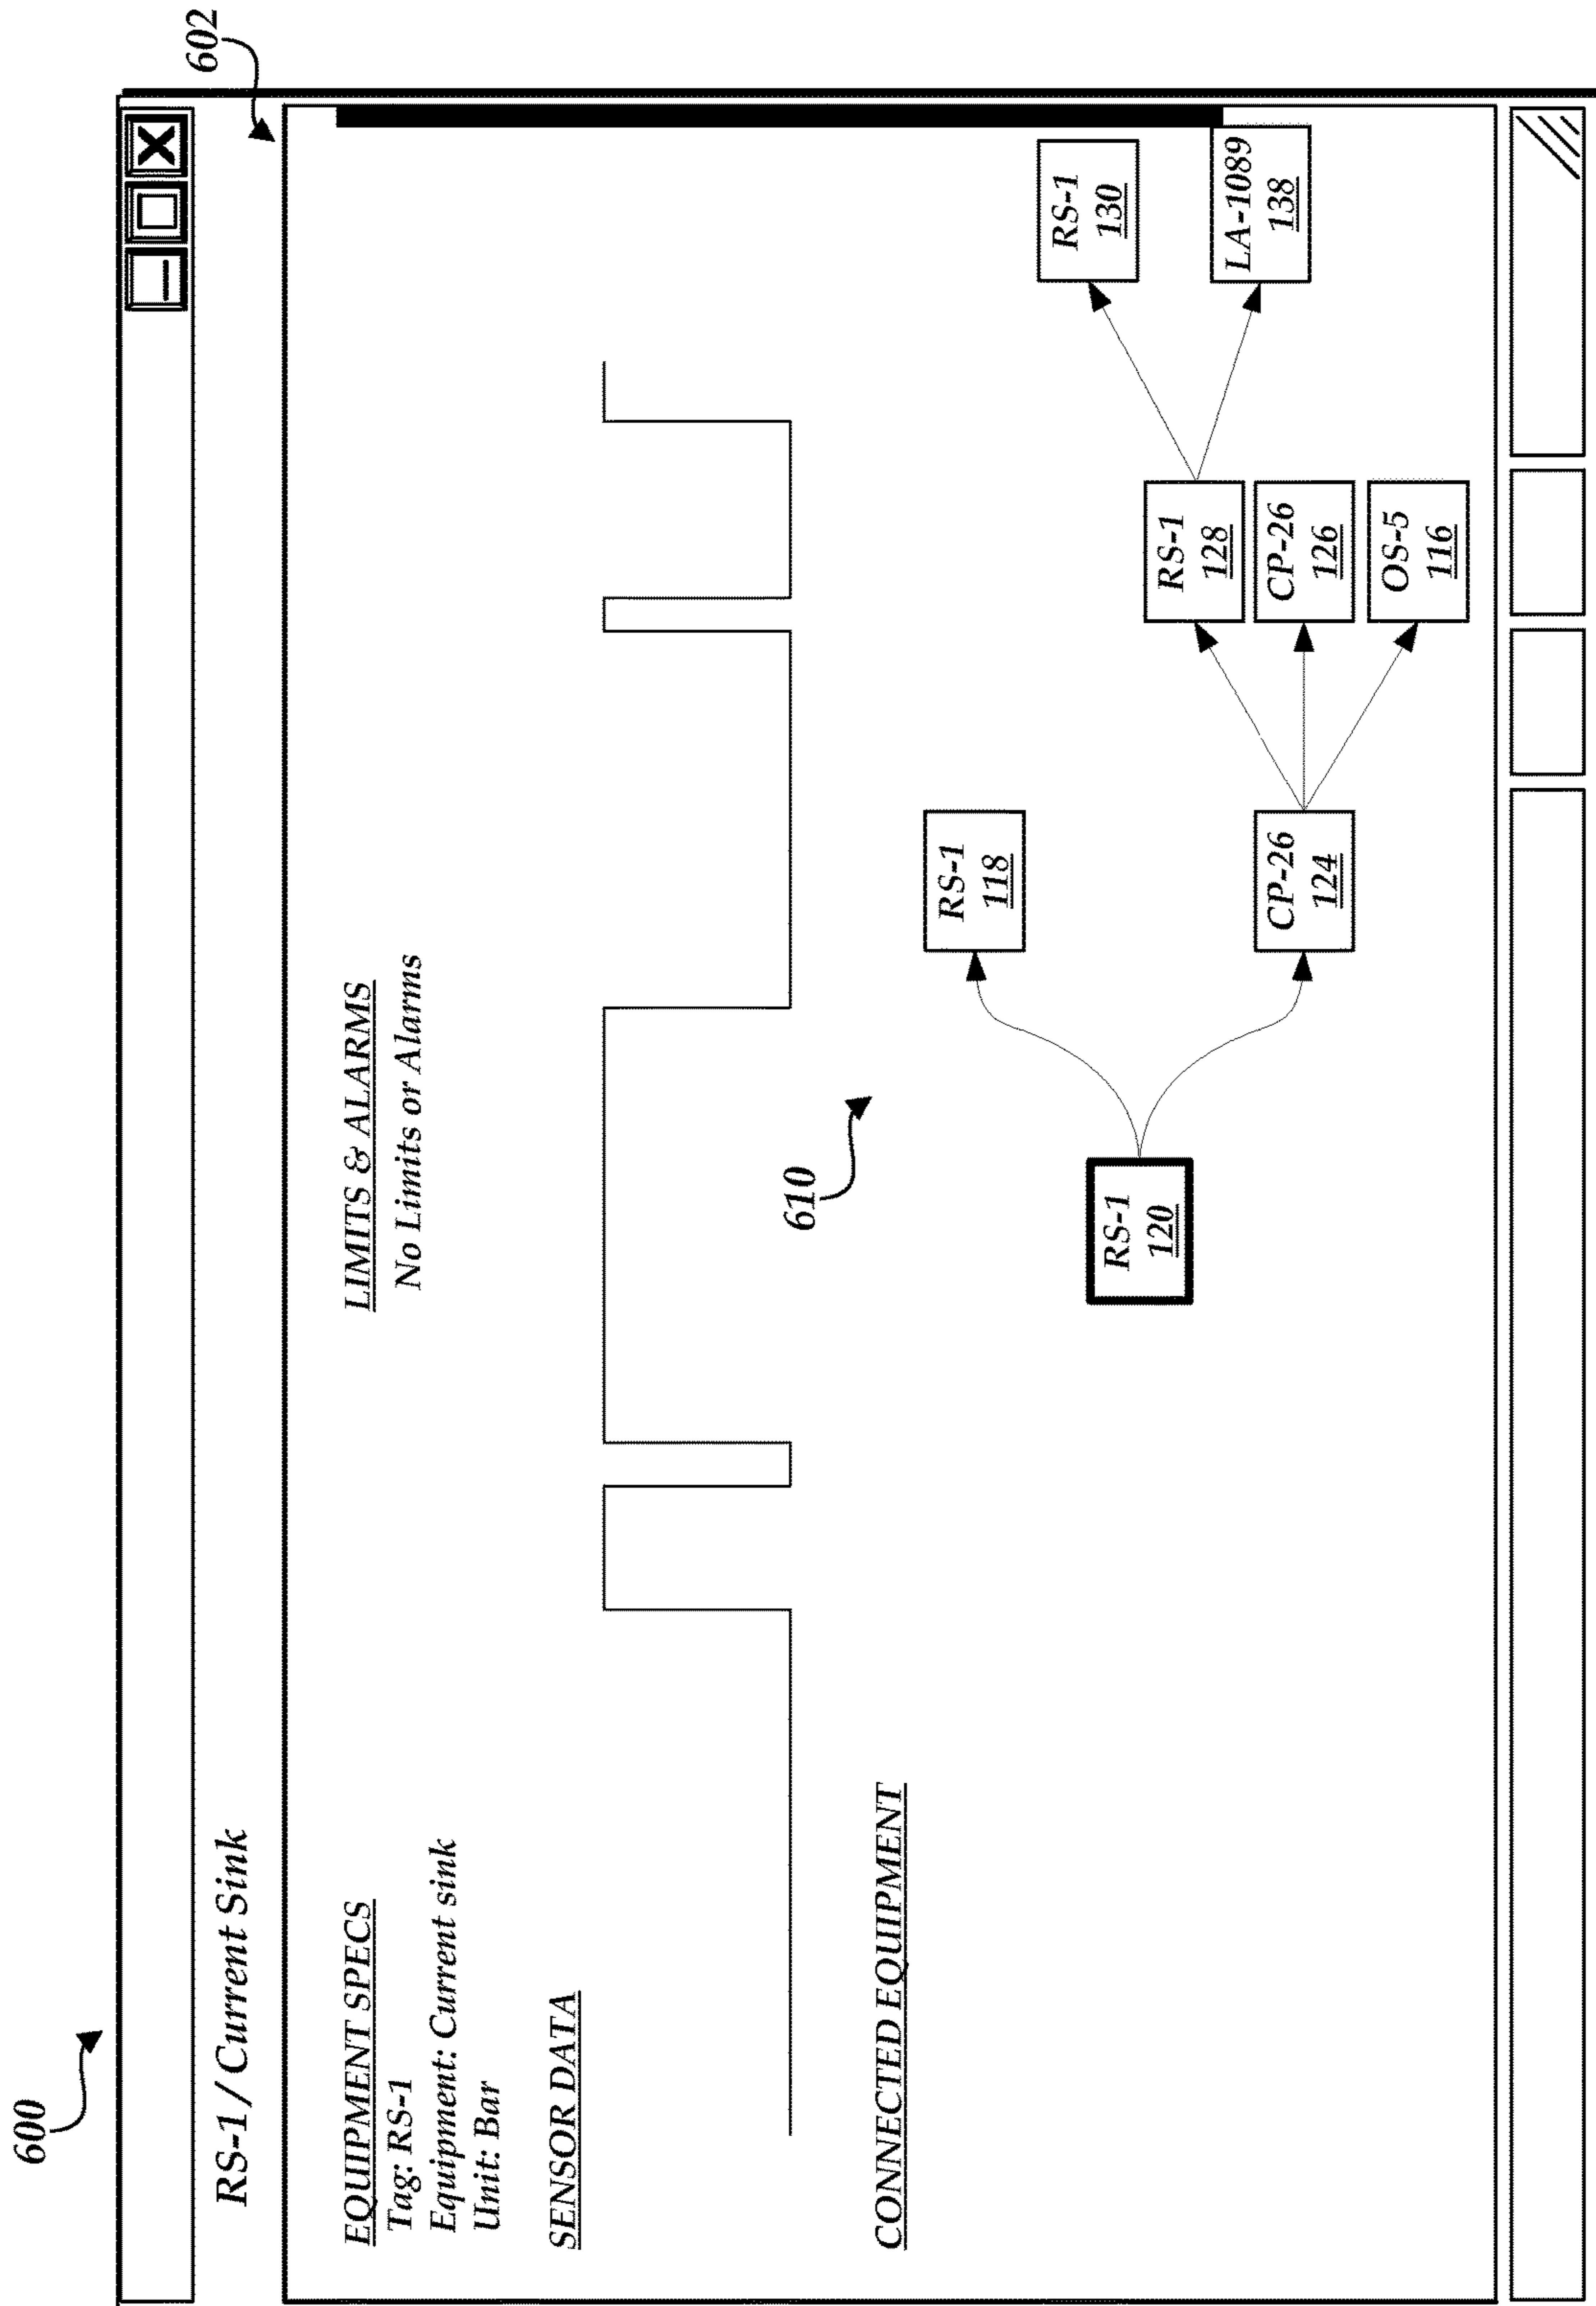 600
602
RS-1 / Current Sink
EQUIPMENT SPECS
Tag: RS-1
Equipment: Current sink
Unit: Bar
LIMITS & ALARMS
No Limits or Alarms
SENSOR DATA
610
CONNECTED EQUIPMENT
RS-1
120
RS-1
118
CP-26
124
RS-1
128
CP-26
126
OS-5
116
RS-1
130
LA-1089
138